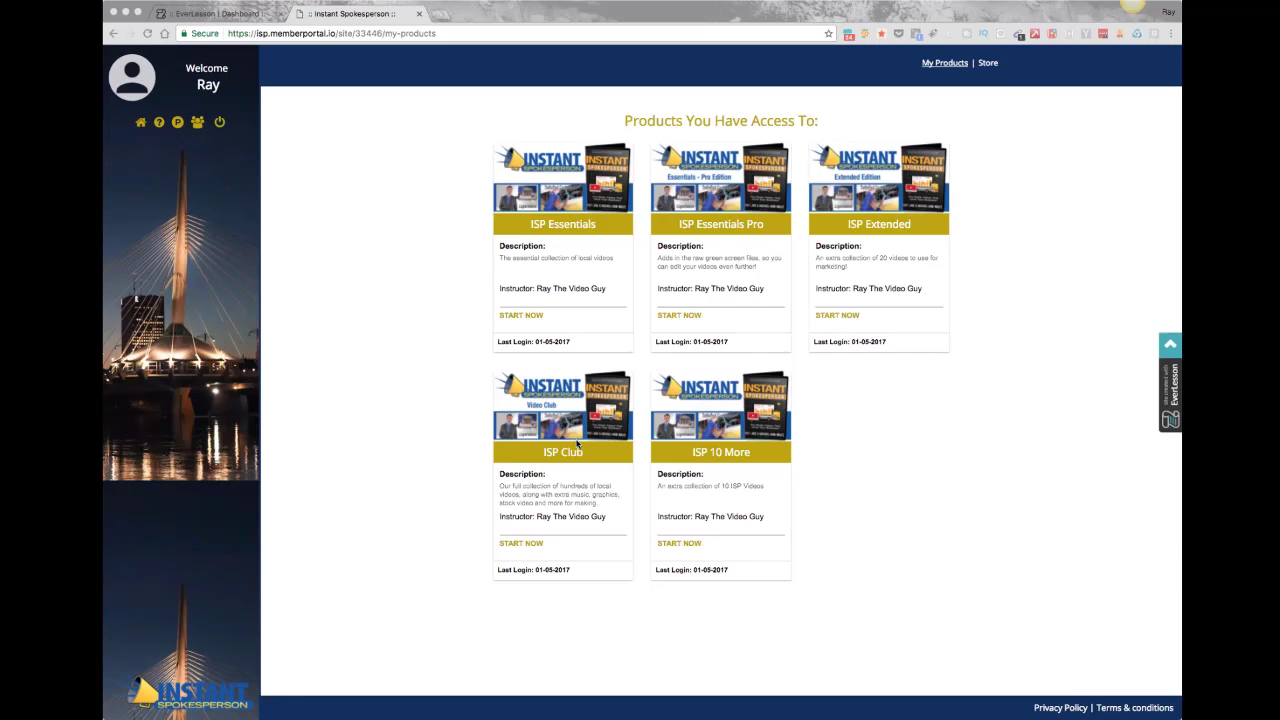 :: EverLesson | Dashboard ::
:: Instant Spokesperson ::
Ray
Secure
https://isp.memberportal.io/site/33446/my-products
Welcome
Ray
My Products | Store
Products You Have Access To:
INSTANT SPOKESPERSON
ISP Essentials
Description:
The essential collection of local videos
Instructor: Ray The Video Guy
START NOW
Last Login: 01-05-2017
INSTANT SPOKESPERSON
Essentials - Pro Edition
ISP Essentials Pro
Description:
Adds in the raw green screen files, so you
can edit your videos even further!
Instructor: Ray The Video Guy
START NOW
Last Login: 01-05-2017
INSTANT SPOKESPERSON
Extended Edition
ISP Extended
Description:
An extra collection of 20 videos to use for
marketing!
Instructor: Ray The Video Guy
START NOW
Last Login: 01-05-2017
INSTANT SPOKESPERSON
Video Club
ISP Club
Description:
Our full collection of hundreds of local
videos, along with extra music, graphics,
stock video and more for making..
Instructor: Ray The Video Guy
START NOW
Last Login: 01-05-2017
INSTANT SPOKESPERSON
ISP 10 More
Description:
An extra collection of 10 ISP Videos
Instructor: Ray The Video Guy
START NOW
Last Login: 01-05-2017
site created with
EverLesson
INSTANT
SPOKESPERSON
Privacy Policy | Terms & conditions